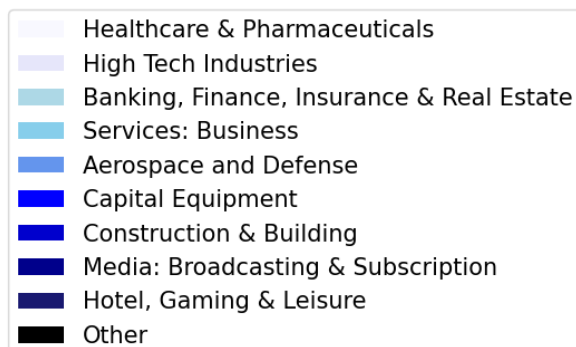 Healthcare & Pharmaceuticals
High Tech Industries
Banking, Finance, Insurance & Real Estate
Services: Business
Aerospace and Defense
Capital Equipment
Construction & Building
Media: Broadcasting & Subscription
Hotel, Gaming & Leisure
Other